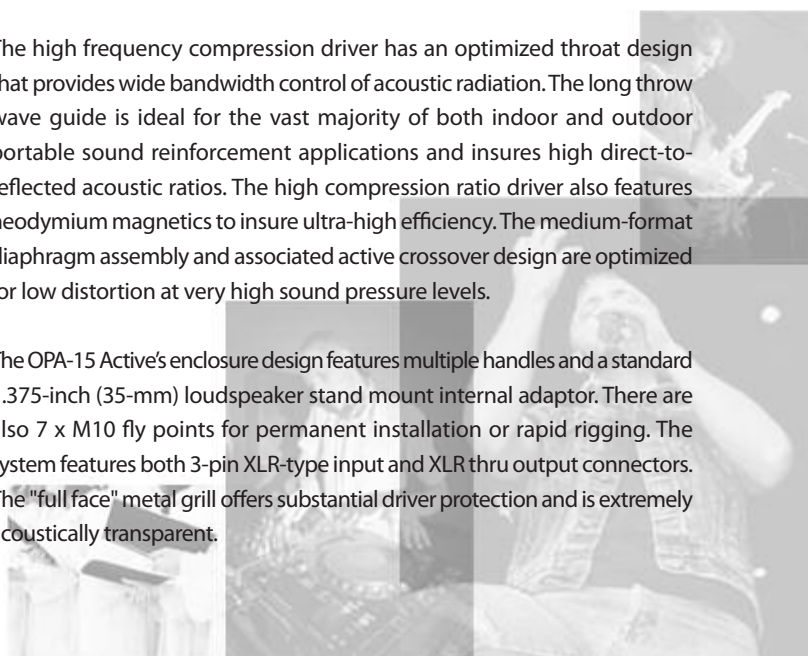 he high frequency compression driver has an optimized throat design
hat provides wide bandwidth control of acoustic radiation. The long throw
wave guide is ideal for the vast majority of both indoor and outdoor
portable sound reinforcement applications and insures high direct-to-
eflected acoustic ratios. The high compression ratio driver also features
neodymium magnetics to insure ultra-high efficiency. The medium-format
diaphragm assembly and associated active crossover design are optimized
or low distortion at very high sound pressure levels.
The OPA-15 Active's enclosure design features multiple handles and a standard
.375-inch (35-mm) loudspeaker stand mount internal adaptor. There are
lso 7 x M10 fly points for permanent installation or rapid rigging. The
ystem features both 3-pin XLR-type input and XLR thru output connectors.
The "full face" metal grill offers substantial driver protection and is extremely
coustically transparent.